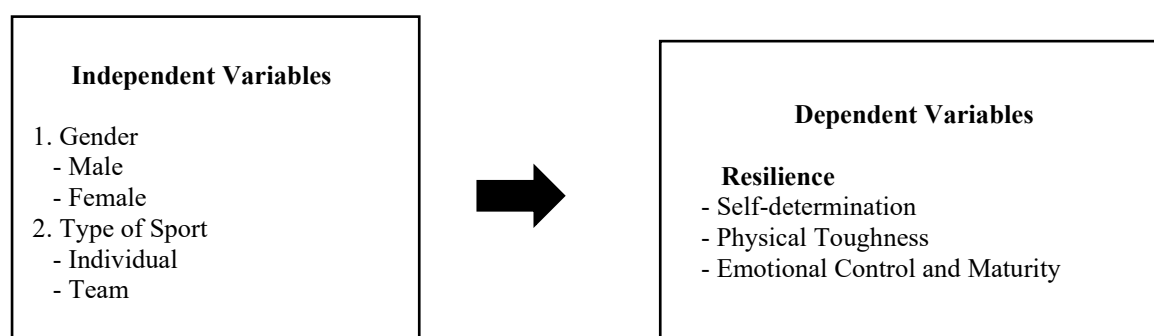 Independent Variables
1. Gender
- Male
- Female
2. Type of Sport
- Individual
- Team
Dependent Variables
Resilience
- Self-determination
- Physical Toughness
- Emotional Control and Maturity